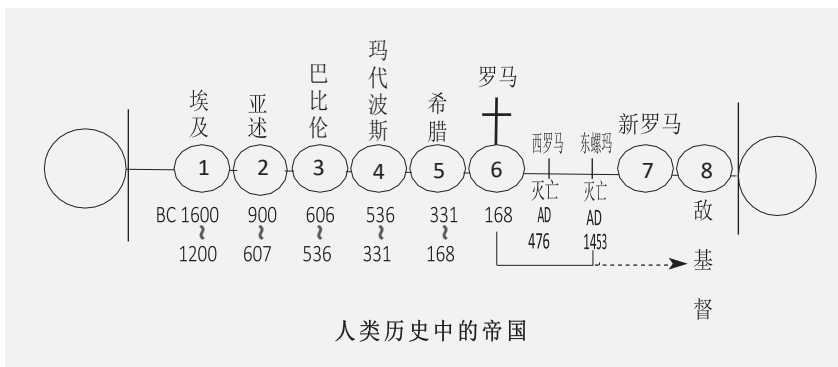 埃及
亚述
巴比伦
玛代波斯
希腊
罗马
西罗马
东螺玛
新罗马
1
2
3
4
5
6
7
8
BC 1600
~
1200
900
~
607
606
~
536
536
~
331
331
~
168
168
灭亡
AD
476
灭亡
AD
1453
敌
基
督
人类历史中的帝国